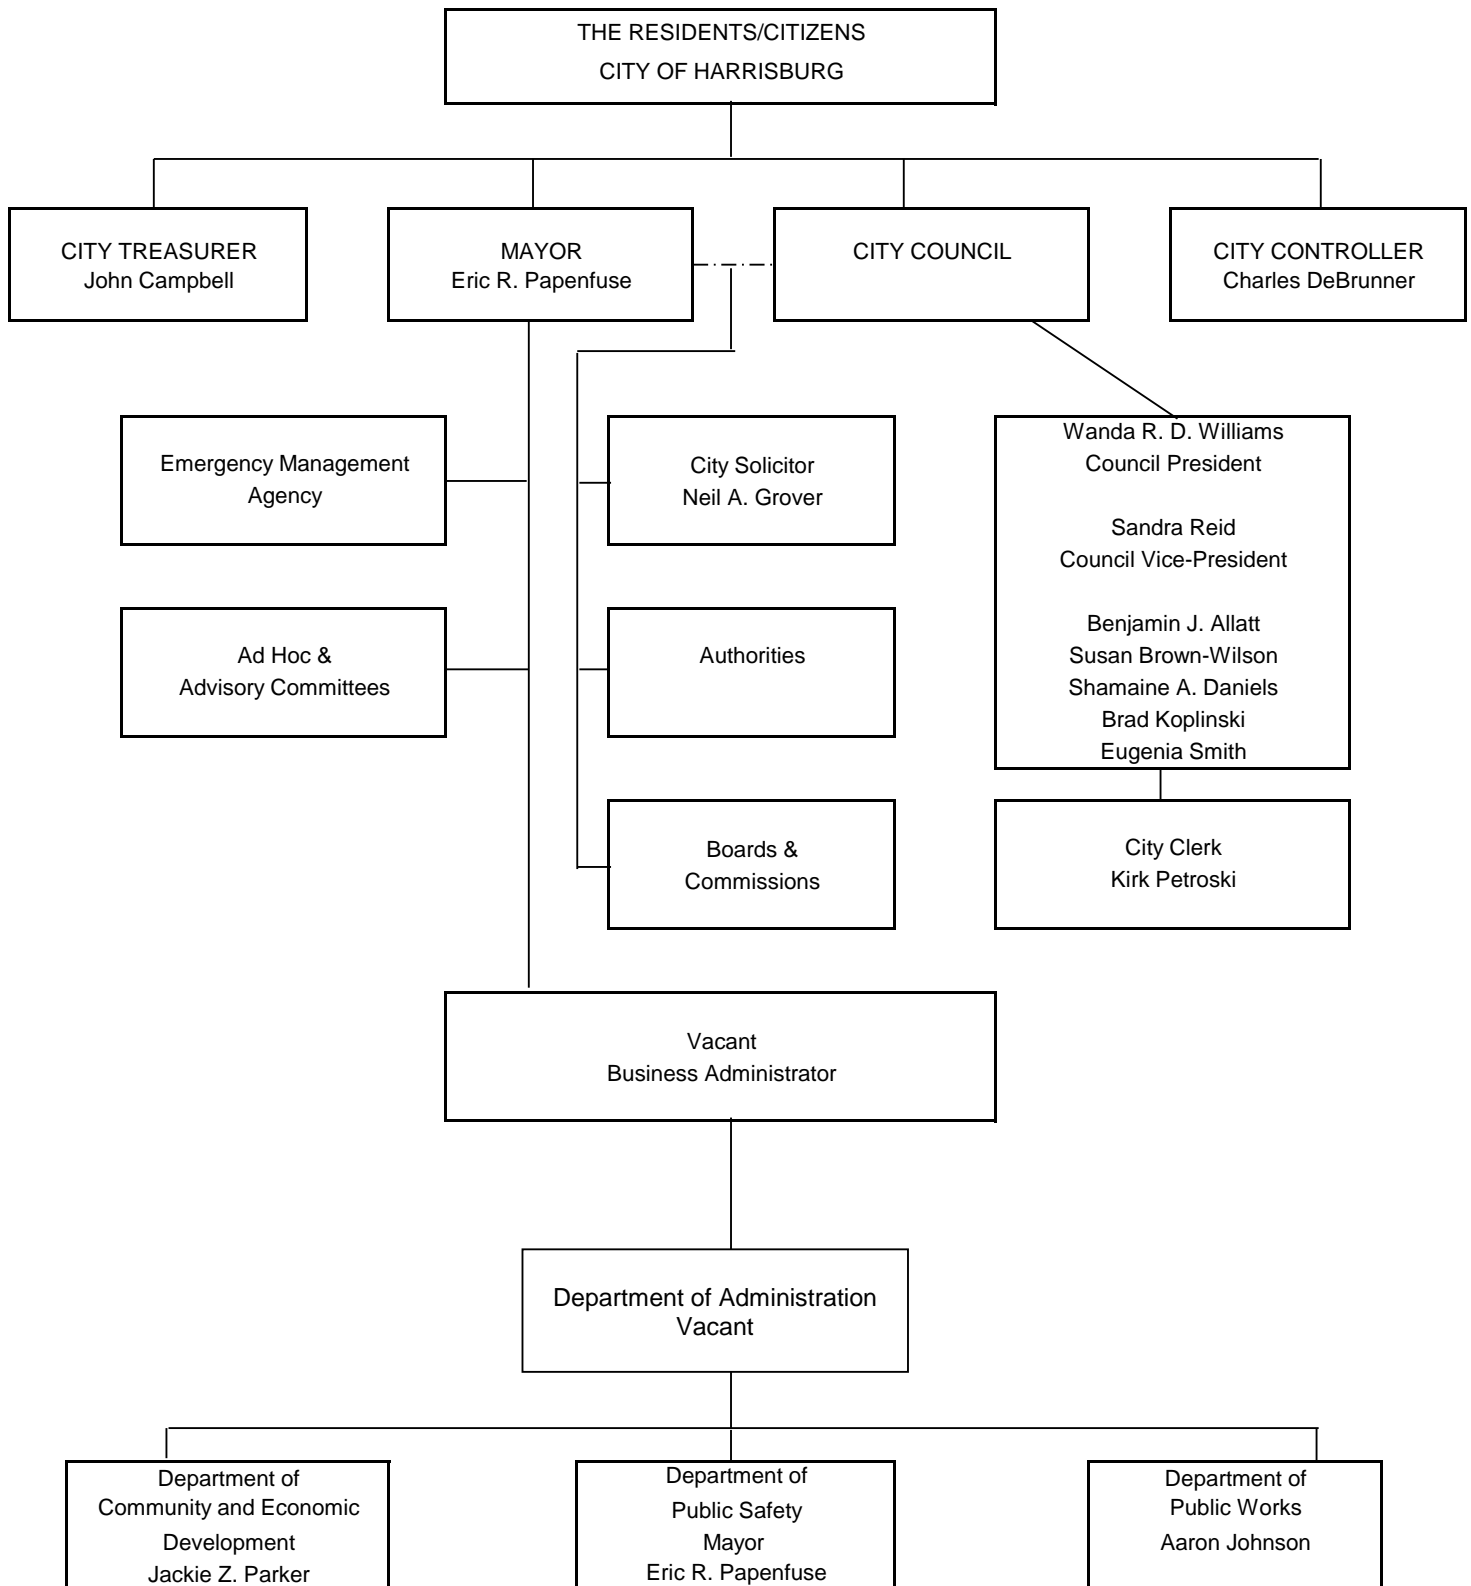 THE RESIDENTS/CITIZENS
CITY OF HARRISBURG
CITY TREASURER
John Campbell
MAYOR
Eric R. Papenfuse
CITY COUNCIL
CITY CONTROLLER
Charles DeBrunner
Emergency Management
Agency
City Solicitor
Neil A. Grover
Wanda R. D. Williams
Council President
Sandra Reid
Council Vice-President
Benjamin J. Allatt
Susan Brown-Wilson
Shamaine A. Daniels
Brad Koplinski
Eugenia Smith
Ad Hoc &
Advisory Committees
Authorities
Boards &
Commissions
City Clerk
Kirk Petroski
Vacant
Business Administrator
Department of Administration
Vacant
Department of
Community and Economic
Development
Jackie Z. Parker
Department of
Public Safety
Mayor
Eric R. Papenfuse
Department of
Public Works
Aaron Johnson